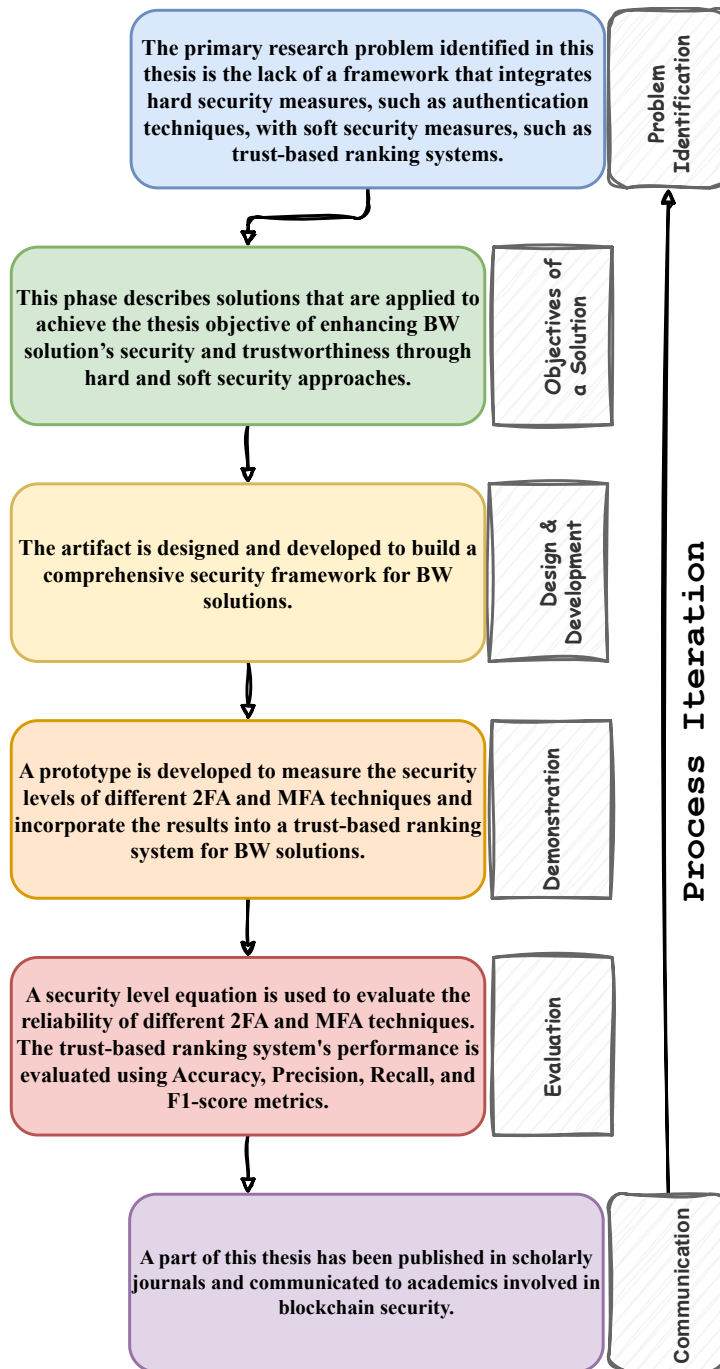 The primary research problem identified in this
thesis is the lack of a framework that integrates
hard security measures, such as authentication
techniques, with soft security measures, such as
trust-based ranking systems.
Problem
Identification
This phase describes solutions that are applied to
achieve the thesis objective of enhancing BW
solution's security and trustworthiness through
hard and soft security approaches.
Objectives of
a Solution
The artifact is designed and developed to build a
comprehensive security framework for BW
solutions.
Design &
Development
A prototype is developed to measure the security
levels of different 2FA and MFA techniques and
incorporate the results into a trust-based ranking
system for BW solutions.
Demonstration
A security level equation is used to evaluate the
reliability of different 2FA and MFA techniques.
The trust-based ranking system's performance is
evaluated using Accuracy, Precision, Recall, and
F1-score metrics.
Evaluation
A part of this thesis has been published in scholarly
journals and communicated to academics involved in
blockchain security.
Communication
Process Iteration